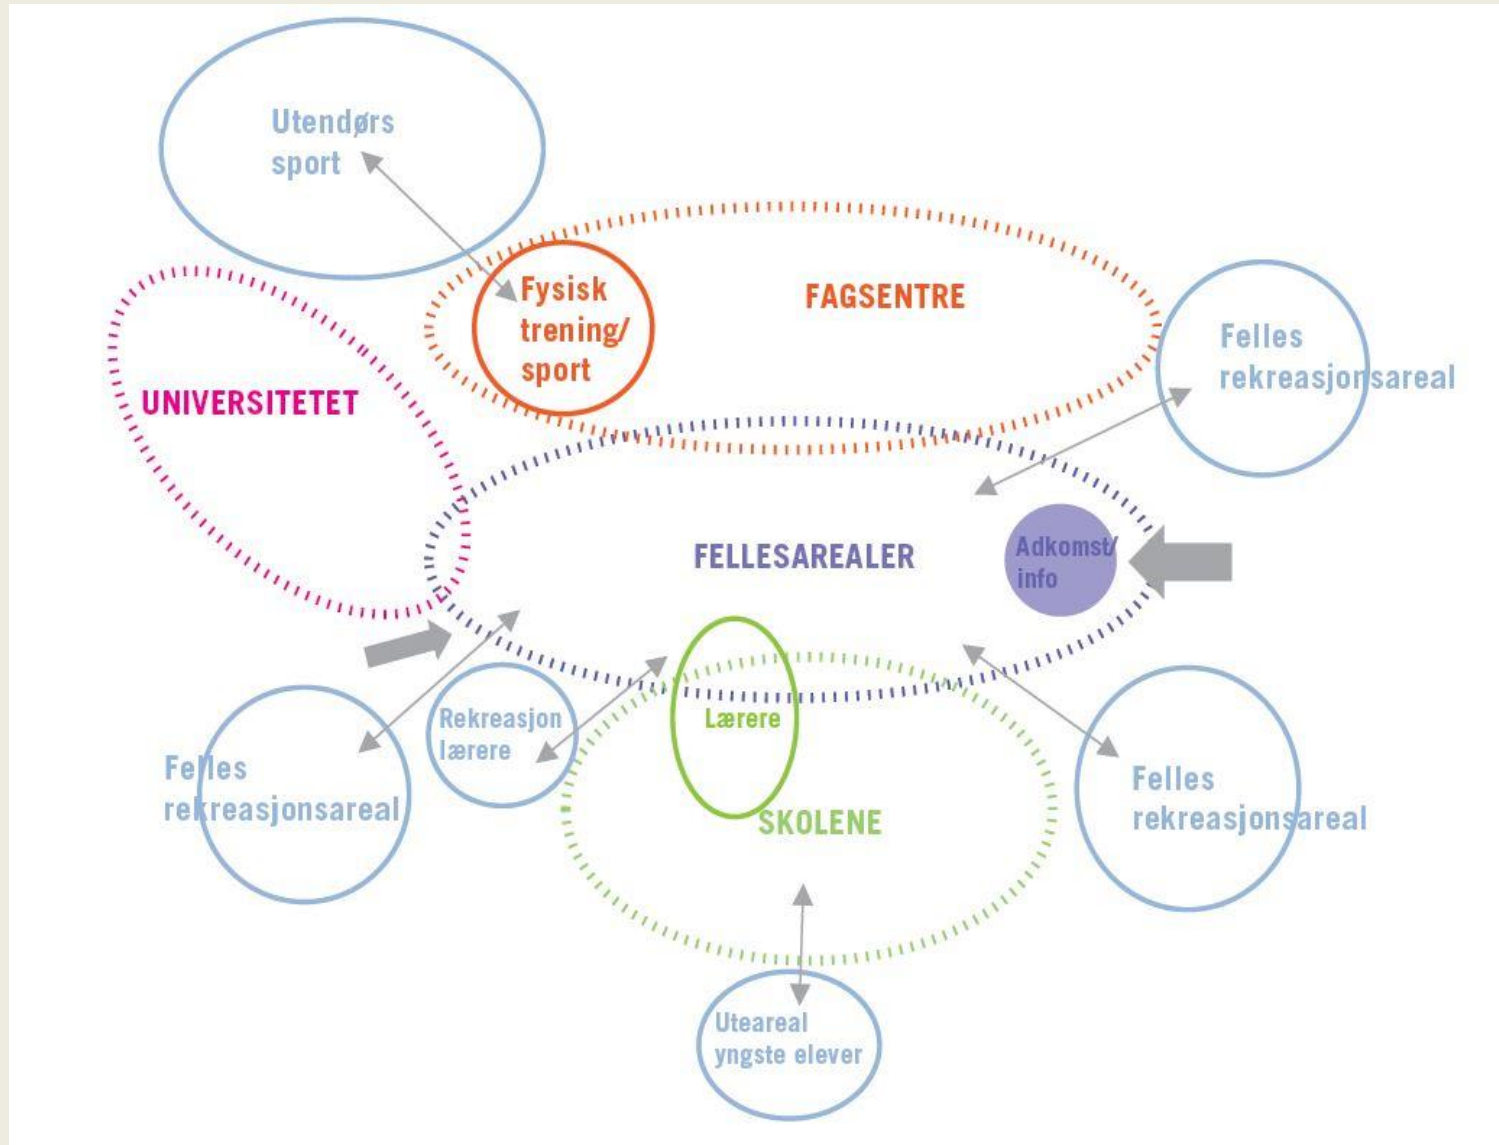 Utendørs
sport
Fysisk
trening/
sport
FAGSENTRE
Felles
rekreasjonsareal
UNIVERSITETET
FELLESAREALER
Adkomst/
info
Rekreasjon
lærere
Lærere
Felles
rekreasjonsareal
Felles
rekreasjonsareal
SKOLENE
Uteareal
yngste elever